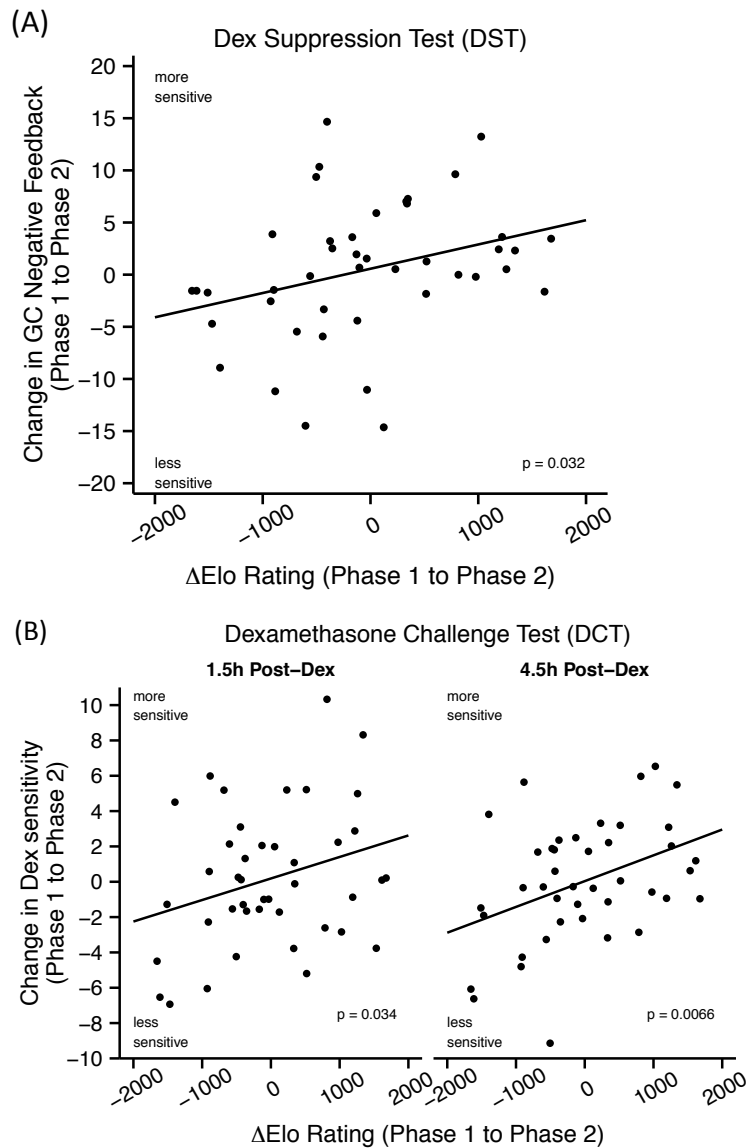 (A)
Dex Suppression Test (DST)
Change in GC Negative Feedback
(Phase 1 to Phase 2)
20
15
10
5
0
−5
−10
−15
−20
more
sensitive
less
sensitive
p = 0.032
−2000
−1000
0
1000
2000
ΔElo Rating (Phase 1 to Phase 2)
(B)
Dexamethasone Challenge Test (DCT)
1.5h Post−Dex
4.5h Post−Dex
Change in Dex sensitivity
(Phase 1 to Phase 2)
10
8
6
4
2
0
−2
−4
−6
−8
−10
more
sensitive
less
sensitive
p = 0.034
more
sensitive
less
sensitive
p = 0.0066
−2000
−1000
0
1000
2000
−2000
−1000
0
1000
2000
ΔElo Rating (Phase 1 to Phase 2)